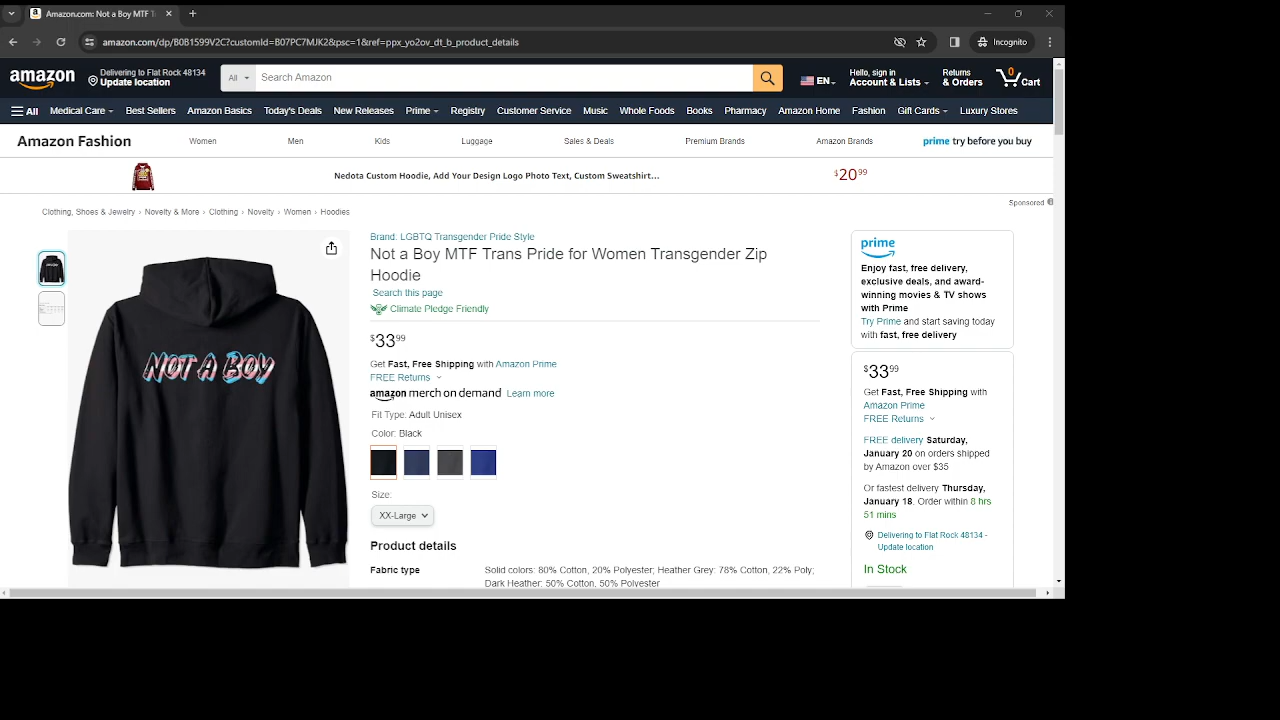 Amazon.com: Not a Boy MTF T
amazon.com/dp/B0B1S99V2C?customId=B07PC7MJK2&psc=1&ref=ppx_yo2ov_dt_b_product_details
Incognito
amazon
Delivering to Flat Rock 48134
Update location
All
Search Amazon
EN
Hello, sign in
Account & Lists
Returns
& Orders
0
Cart
All
Medical Care
Best Sellers
Amazon Basics
Today's Deals
New Releases
Prime
Registry
Customer Service
Music
Whole Foods
Books
Pharmacy
Amazon Home
Fashion
Gift Cards
Luxury Stores
Amazon Fashion
Women
Men
Kids
Luggage
Sales & Deals
Premium Brands
Amazon Brands
prime try before you buy
Nedota Custom Hoodie, Add Your Design Logo Photo Text, Custom Sweatshirt...
$20 99
Sponsored
Clothing, Shoes & Jewelry › Novelty & More › Clothing › Novelty › Women › Hoodies
NOT A BOY
Brand: LGBTQ Transgender Pride Style
Not a Boy MTF Trans Pride for Women Transgender Zip
Hoodie
Search this page
Climate Pledge Friendly
$33 99
Get Fast, Free Shipping with Amazon Prime
FREE Returns
amazon merch on demand Learn more
Fit Type: Adult Unisex
Color: Black
Size:
XX-Large
Product details
Fabric type
Solid colors: 80% Cotton, 20% Polyester; Heather Grey: 78% Cotton, 22% Poly;
Dark Heather: 50% Cotton, 50% Polyester
prime
Enjoy fast, free delivery,
exclusive deals, and award-
winning movies & TV shows
with Prime
Try Prime and start saving today
with fast, free delivery
$33 99
Get Fast, Free Shipping with
Amazon Prime
FREE Returns
FREE delivery Saturday,
January 20 on orders shipped
by Amazon over $35
Or fastest delivery Thursday,
January 18. Order within 8 hrs
51 mins
Delivering to Flat Rock 48134 -
Update location
In Stock